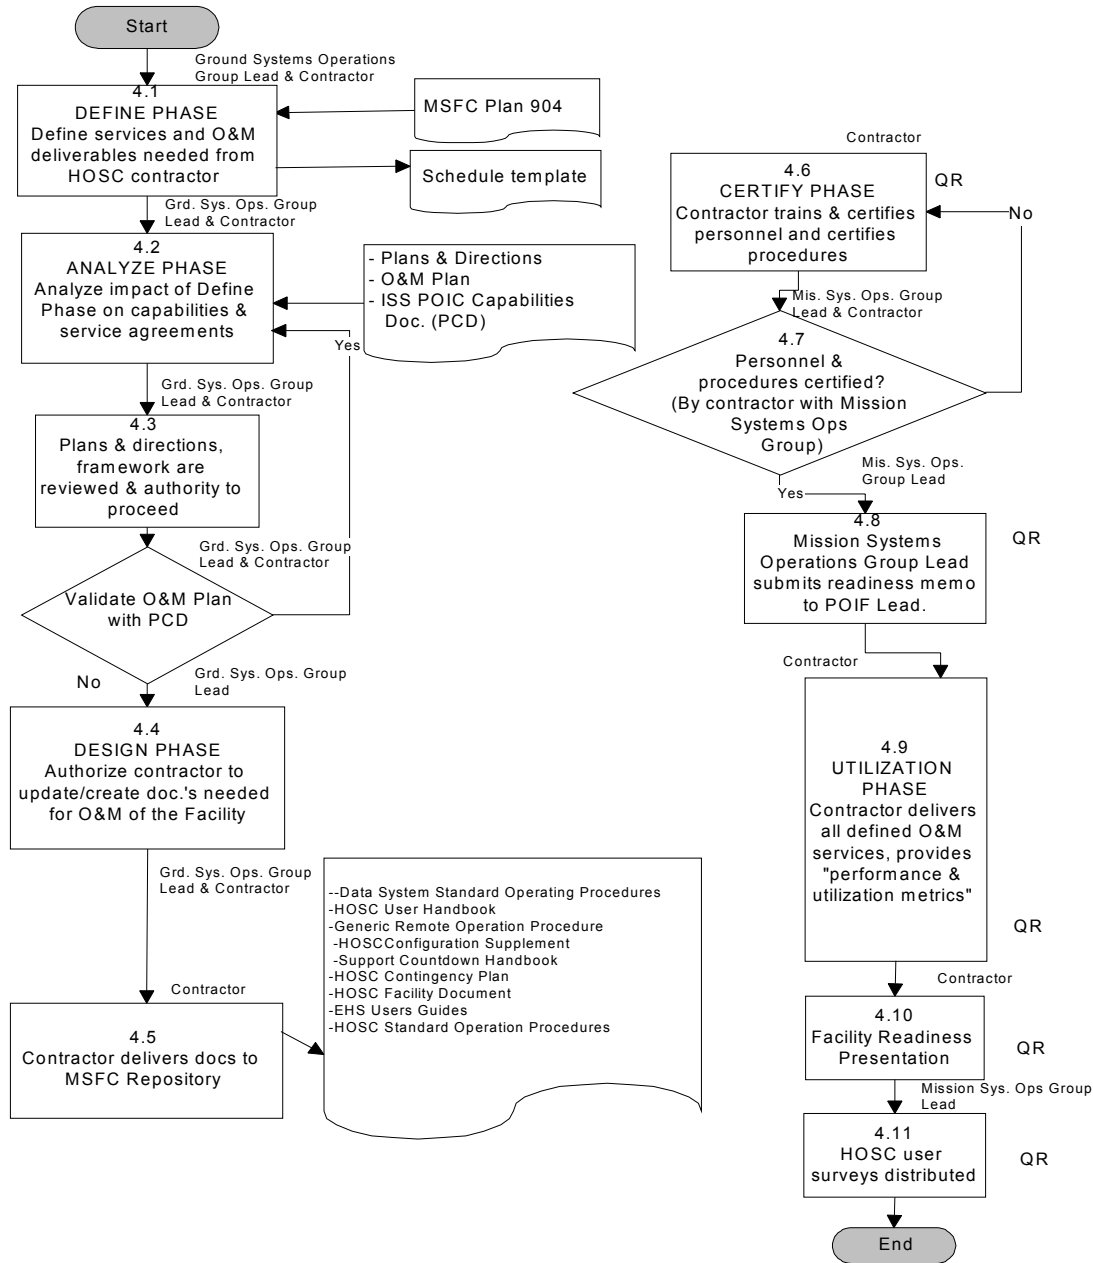 Start
Ground Systems Operations
Group Lead & Contractor
4.1
DEFINE PHASE
Define services and O&M
deliverables needed from
HOSC contractor
MSFC Plan 904
Schedule template
Grd. Sys. Ops. Group
Lead & Contractor
4.2
ANALYZE PHASE
Analyze impact of Define
Phase on capabilities &
service agreements
- Plans & Directions
- O&M Plan
- ISS POIC Capabilities
Doc. (PCD)
Yes
Grd. Sys. Ops. Group
Lead & Contractor
4.3
Plans & directions,
framework are
reviewed & authority to
proceed
Grd. Sys. Ops. Group
Lead & Contractor
Validate O&M Plan
with PCD
No
Grd. Sys. Ops. Group
Lead
4.4
DESIGN PHASE
Authorize contractor to
update/create doc.'s needed
for O&M of the Facility
Grd. Sys. Ops. Group
Lead & Contractor
Contractor
4.5
Contractor delivers docs to
MSFC Repository
--Data System Standard Operating Procedures
-HOSC User Handbook
-Generic Remote Operation Procedure
-HOSCConfiguration Supplement
-Support Countdown Handbook
-HOSC Contingency Plan
-HOSC Facility Document
-EHS Users Guides
-HOSC Standard Operation Procedures
Contractor
4.6
CERTIFY PHASE
Contractor trains & certifies
personnel and certifies
procedures
QR
No
Mis. Sys. Ops. Group
Lead & Contractor
4.7
Personnel &
procedures certified?
(By contractor with Mission
Systems Ops
Group)
Mis. Sys. Ops.
Group Lead
Yes
4.8
Mission Systems
Operations Group Lead
submits readiness memo
to POIF Lead.
QR
Contractor
4.9
UTILIZATION
PHASE
Contractor delivers
all defined O&M
services, provides
"performance &
utilization metrics"
QR
Contractor
4.10
Facility Readiness
Presentation
QR
Mission Sys. Ops Group
Lead
4.11
HOSC user
surveys distributed
QR
End